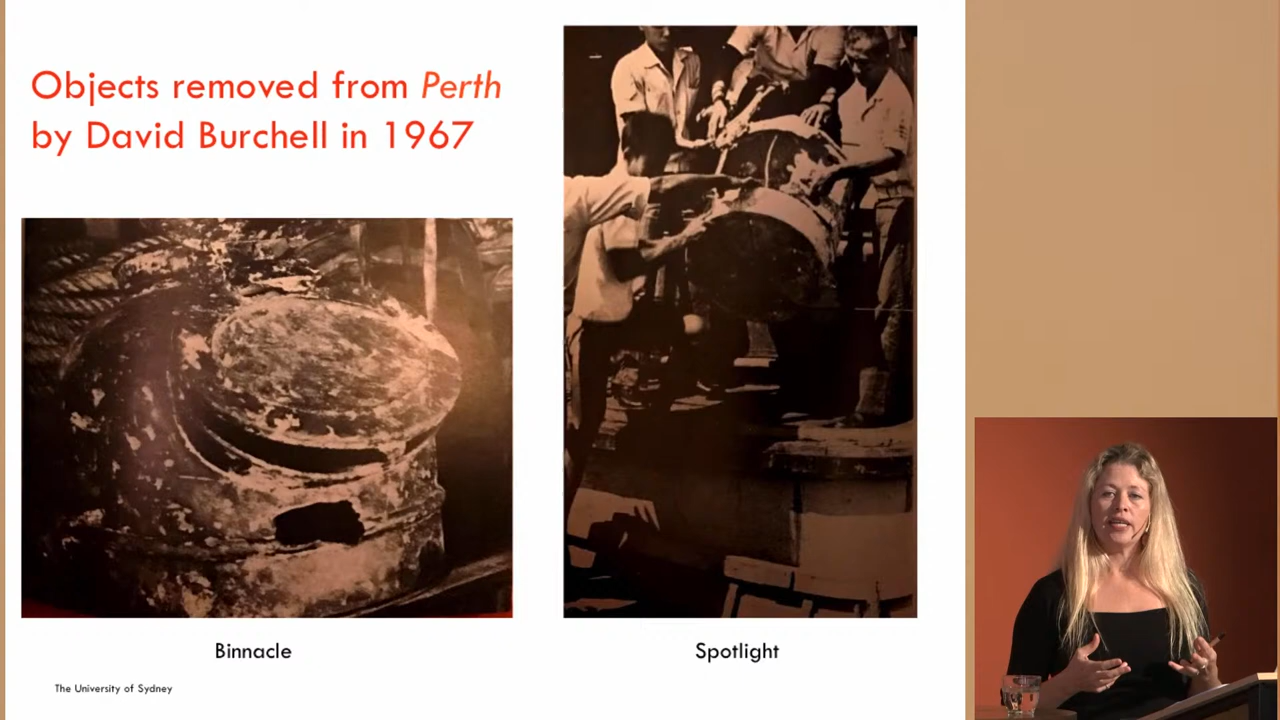 Objects removed from Perth
by David Burchell in 1967
Binnacle
Spotlight
The University of Sydney